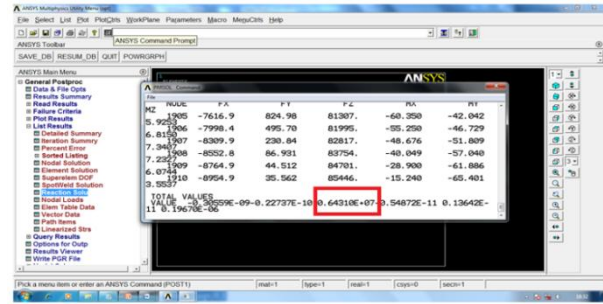 ANSYS Multiphysics Utility Menu
File Select List Plot PlotCtrls WorkPlane Parameters Macro MenuCtrls Help
ANSYS Toolbar
ANSYS Command Prompt
SAVE_DB RESUM_DB QUIT POWRGRPH
ANSYS Main Menu
General Postproc
Data & File Opts
Results Summary
Read Results
Failure Criteria
Plot Results
List Results
Detailed Summary
Iteration Summry
Percent Error
Sorted Listing
Nodal Solution
Element Solution
Superelem DOF
SpotWeld Solution
Reaction Solu
Nodal Loads
Elem Table Data
Vector Data
Path Items
Linearized Strs
Query Results
Options for Outp
Results Viewer
Write PGR File
ANSYS
PRRSOL Command
File
NODE FX FY FZ MX MY
MZ
1905 -7616.9 824.98 81307. -60.350 -42.042
5.9253
1906 -7998.4 495.70 81995. -55.250 -46.729
6.8150
1907 -8309.9 230.84 82817. -48.676 -51.809
7.3407
1908 -8552.8 86.931 83754. -40.049 -57.040
7.2327
1909 -8764.9 44.512 84701. -28.900 -61.886
6.0744
1910 -8954.9 35.562 85446. -15.240 -65.401
3.5537
TOTAL VALUES
VALUE -0.30559E-09-0.22737E-10 0.64310E+07-0.54872E-11 0.13642E-
11 0.19670E-06
Pick a menu item or enter an ANSYS Command (POST1)
mat=1 type=1 real=1 csys=0 secn=1